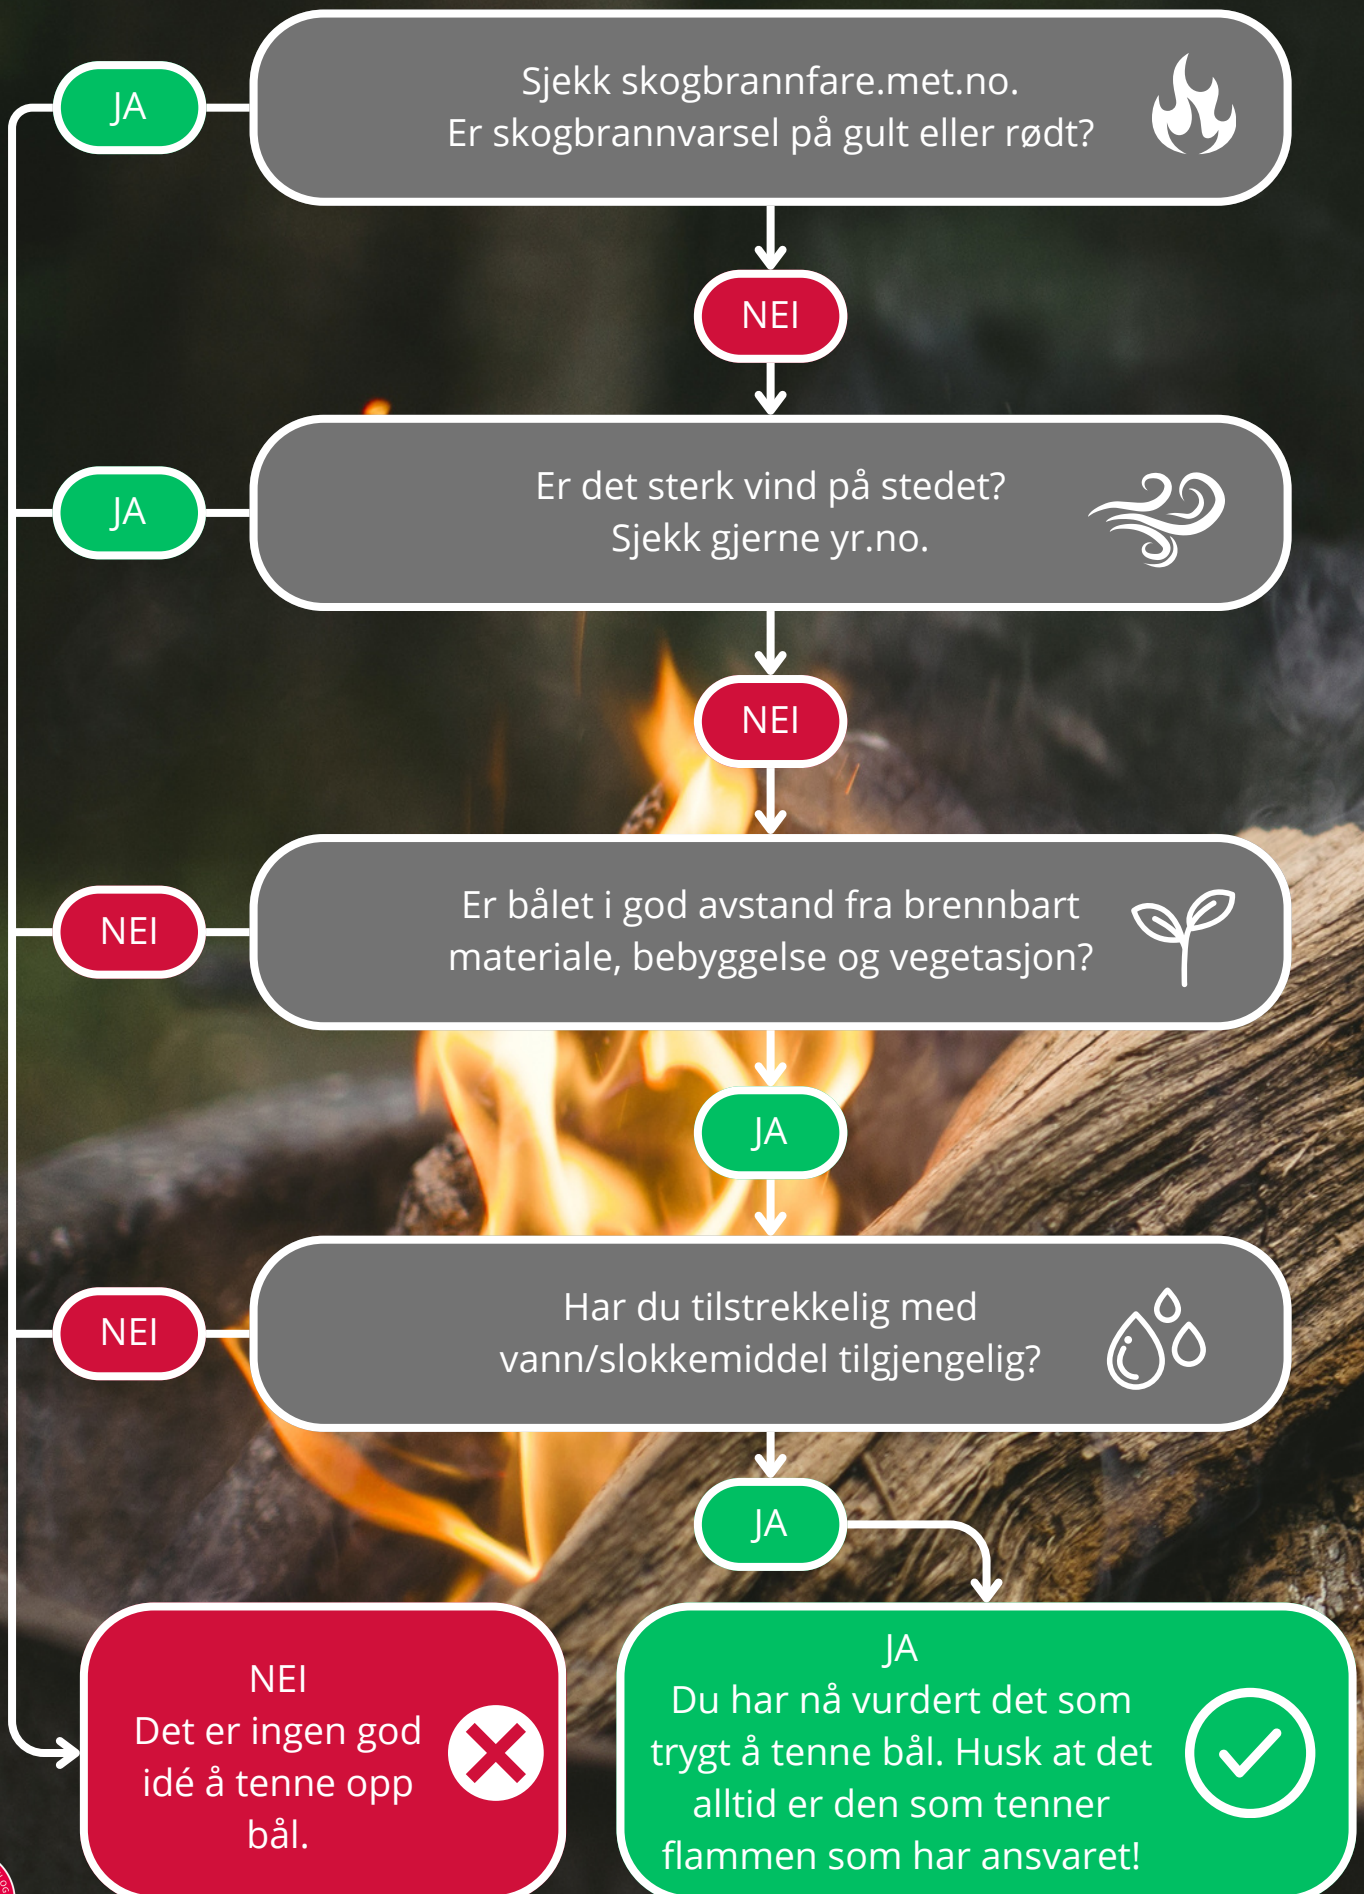 JA
Sjekk skogbrannfare.met.no.
Er skogbrannvarsel på gult eller rødt?
NEI
JA
Er det sterk vind på stedet?
Sjekk gjerne yr.no.
NEI
NEI
Er bålet i god avstand fra brennbart
materiale, bebyggelse og vegetasjon?
JA
NEI
Har du tilstrekkelig med
vann/slokkemiddel tilgjengelig?
JA
NEI
Det er ingen god
idé å tenne opp
bål.
JA
Du har nå vurdert det som
trygt å tenne bål. Husk at det
alltid er den som tenner
flammen som har ansvaret!